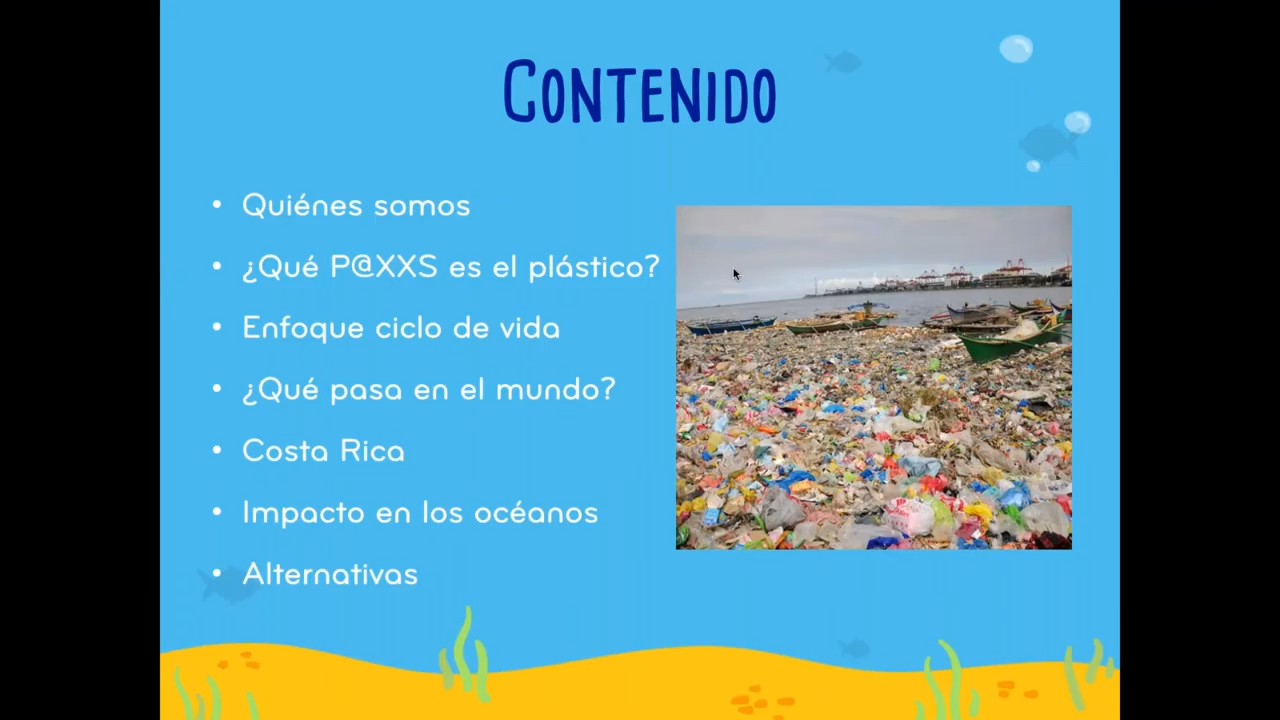 CONTENIDO
• Quiénes somos
• ¿Qué P@XXS es el plástico?
• Enfoque ciclo de vida
• ¿Qué pasa en el mundo?
• Costa Rica
• Impacto en los océanos
• Alternativas